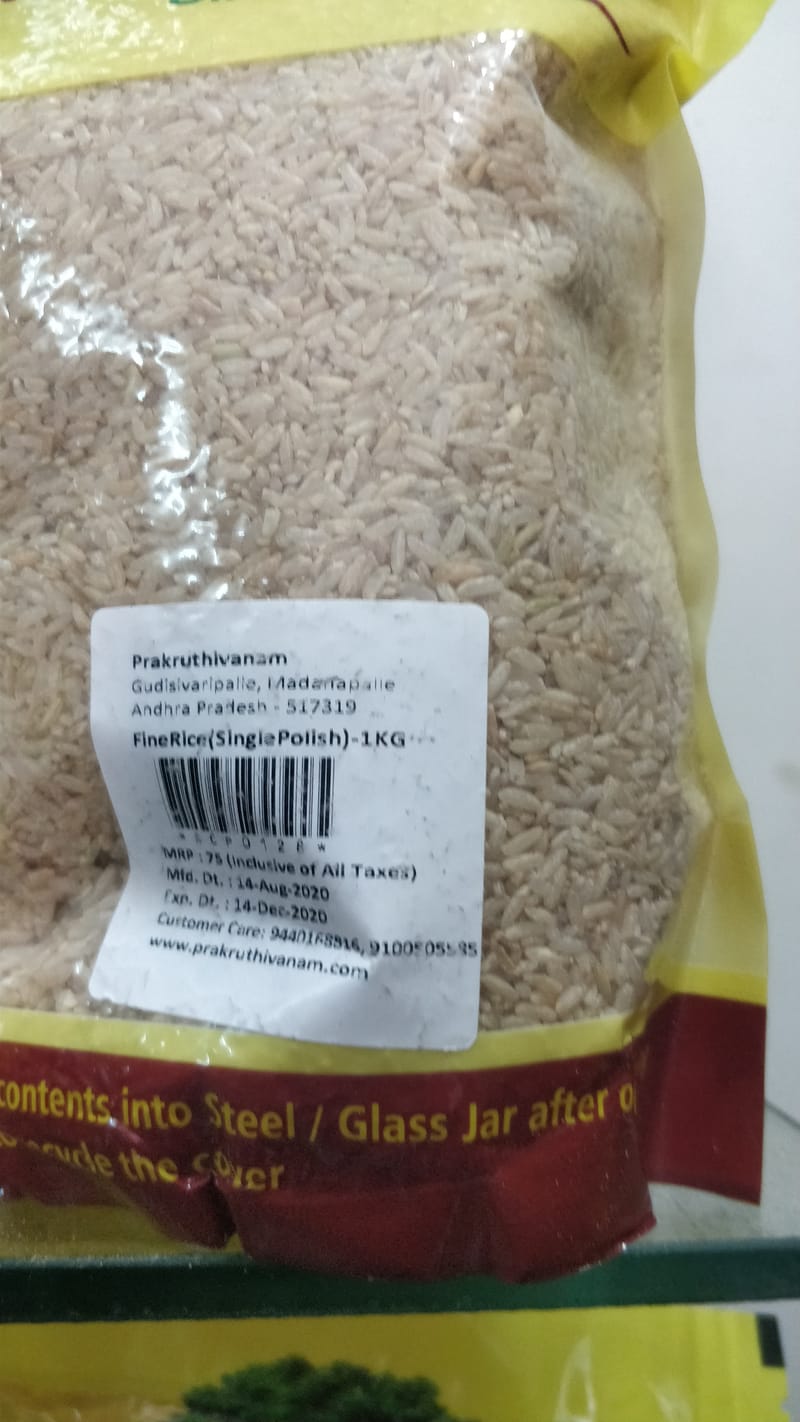 Prakruthivanam
Gudisivaripalle, Madanapalle
Andhra Pradesh - 517319
FineRice(SinglePolish)-1KG
MRP : 75 (Inclusive of All Taxes)
Mfd. Dt. : 14-Aug-2020
Exp. Dt. : 14-Dec-2020
Customer Care:
www.prakruthivanam.com
contents into Steel / Glass Jar after
the cover